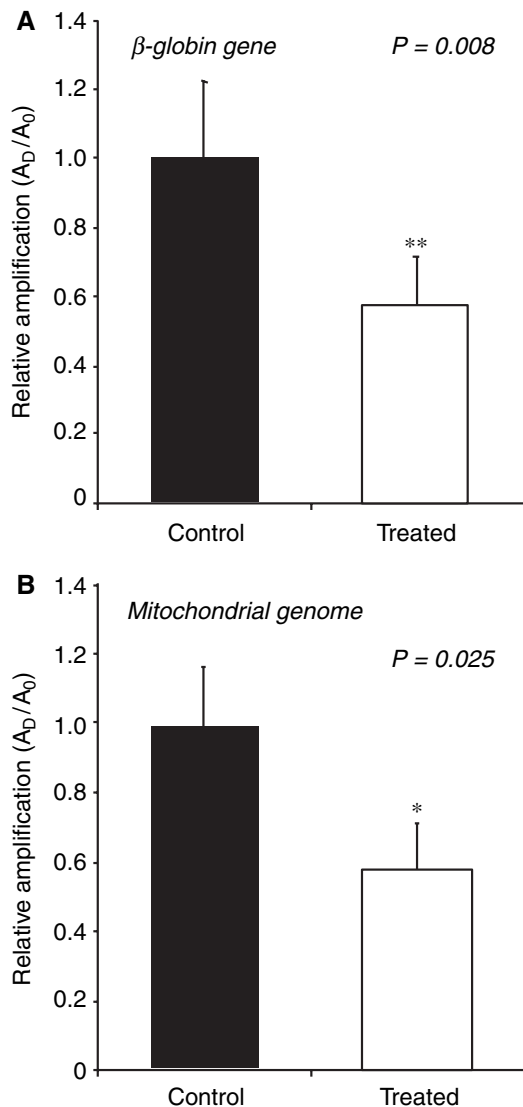 A
β-globin gene
P = 0.008
Relative amplification (A_D/A_0)
1.4
1.2
1.0
0.8
0.6
0.4
0.2
0
**
Control
Treated
B
Mitochondrial genome
P = 0.025
Relative amplification (A_D/A_0)
1.4
1.2
1.0
0.8
0.6
0.4
0.2
0
*
Control
Treated